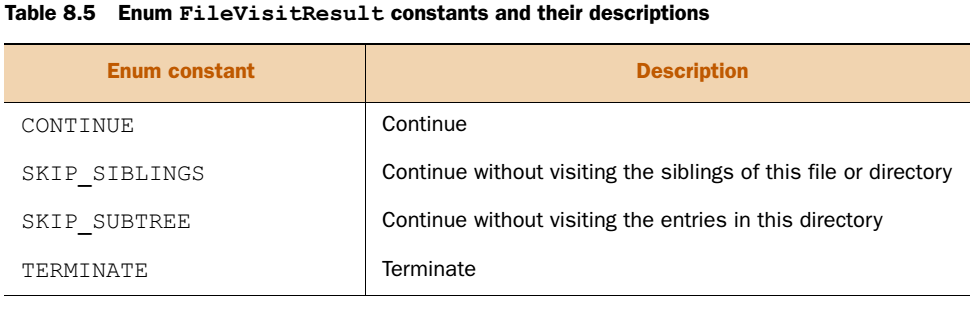 Table 8.5 Enum FileVisitResult constants and their descriptions
Enum constant Description
CONTINUE Continue
SKIP_SIBLINGS Continue without visiting the siblings of this file or directory
SKIP_SUBTREE Continue without visiting the entries in this directory
TERMINATE Terminate